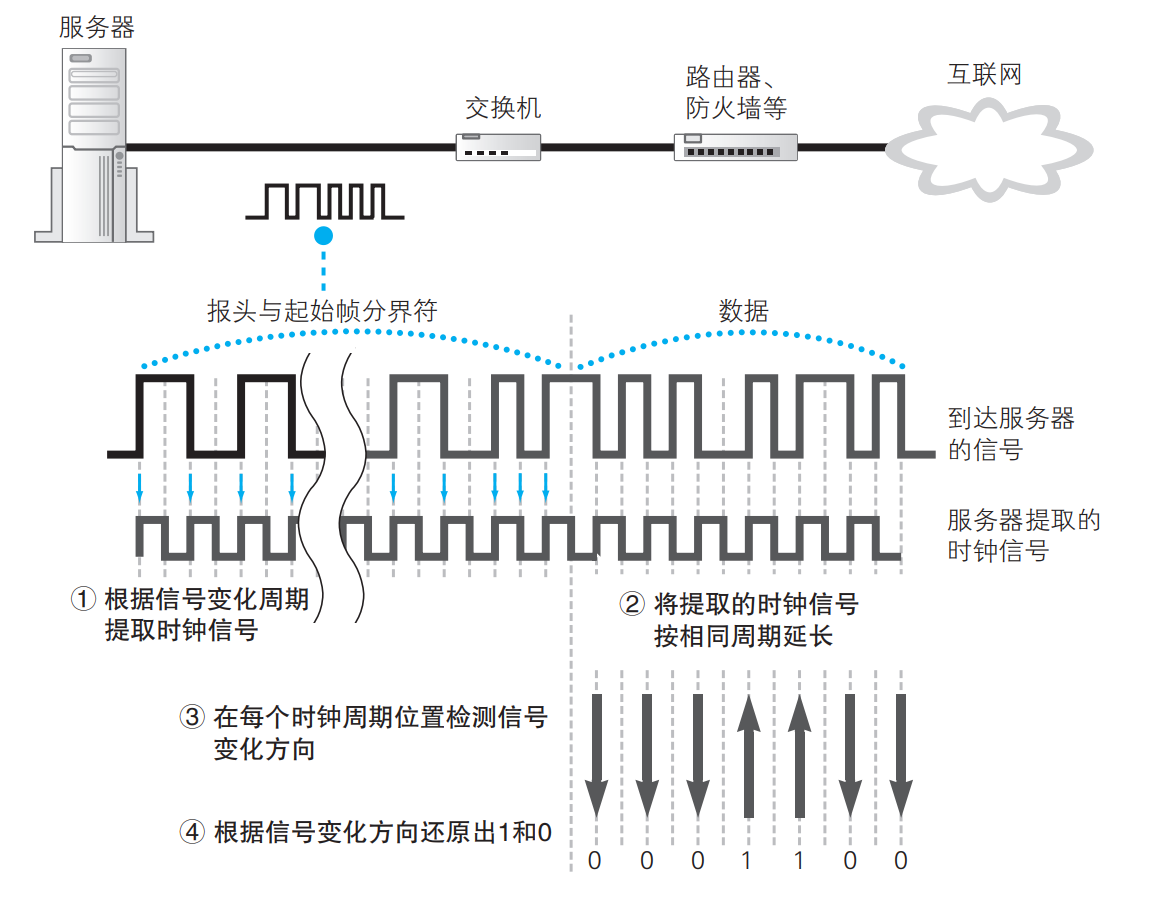 服务器
交换机
路由器、
防火墙等
互联网
报头与起始帧分界符
数据
到达服务器
的信号
服务器提取的
时钟信号
① 根据信号变化周期
提取时钟信号
② 将提取的时钟信号
按相同周期延长
③ 在每个时钟周期位置检测信号
变化方向
④ 根据信号变化方向还原出1和0
0 0 0 1 1 0 0